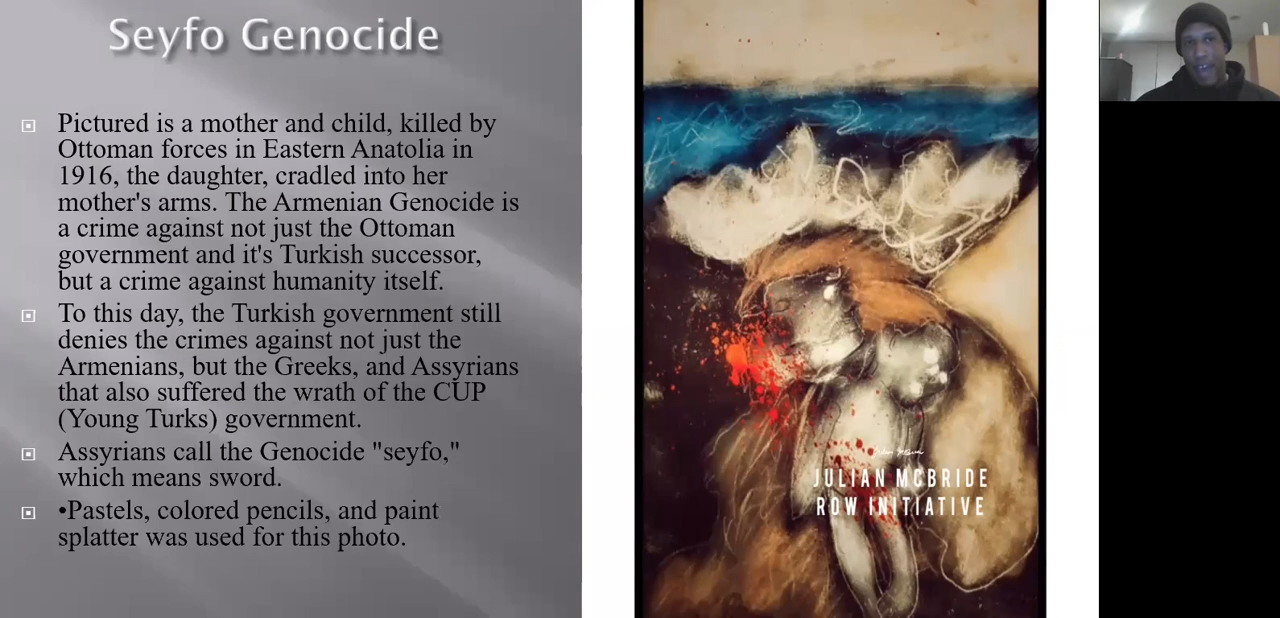 Seyfo Genocide
Pictured is a mother and child, killed by
Ottoman forces in Eastern Anatolia in
1916, the daughter, cradled into her
mother's arms. The Armenian Genocide is
a crime against not just the Ottoman
government and it's Turkish successor,
but a crime against humanity itself.
To this day, the Turkish government still
denies the crimes against not just the
Armenians, but the Greeks, and Assyrians
that also suffered the wrath of the CUP
(Young Turks) government.
Assyrians call the Genocide "seyfo,"
which means sword.
•Pastels, colored pencils, and paint
splatter was used for this photo.
JULIAN MCBRIDE
ROW INITIATIVE